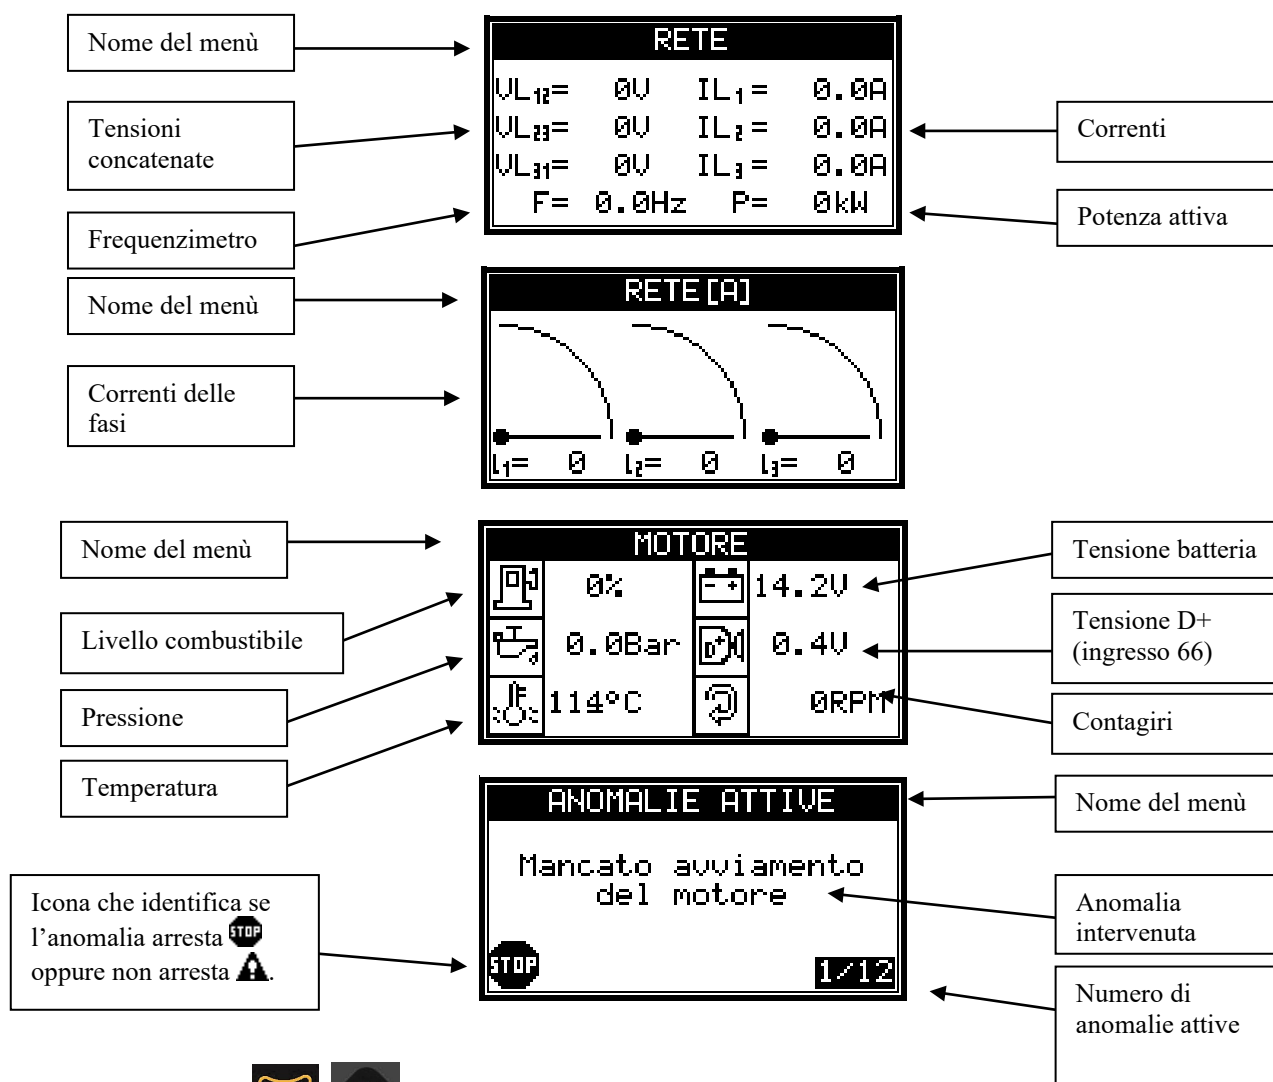 Nome del menù
RETE
VL12= 0V IL1= 0.0A
Tensioni
concatenate
VL23= 0V IL2= 0.0A
Correnti
VL31= 0V IL3= 0.0A
F= 0.0Hz P= 0kW
Potenza attiva
Frequenzimetro
Nome del menù
RETE[A]
Correnti delle
fasi
I1= 0 I2= 0 I3= 0
Nome del menù
MOTORE
Tensione batteria
0% - + 14.2V
Livello combustibile
0.0Bar D+ 0.4V
Tensione D+
(ingresso 66)
Pressione
114°C 0RPM
Contagiri
Temperatura
ANOMALIE ATTIVE
Nome del menù
Mancato avviamento
del motore
Icona che identifica se
l'anomalia arresta STOP
oppure non arresta .
Anomalia
intervenuta
STOP 1/12
Numero di
anomalie attive